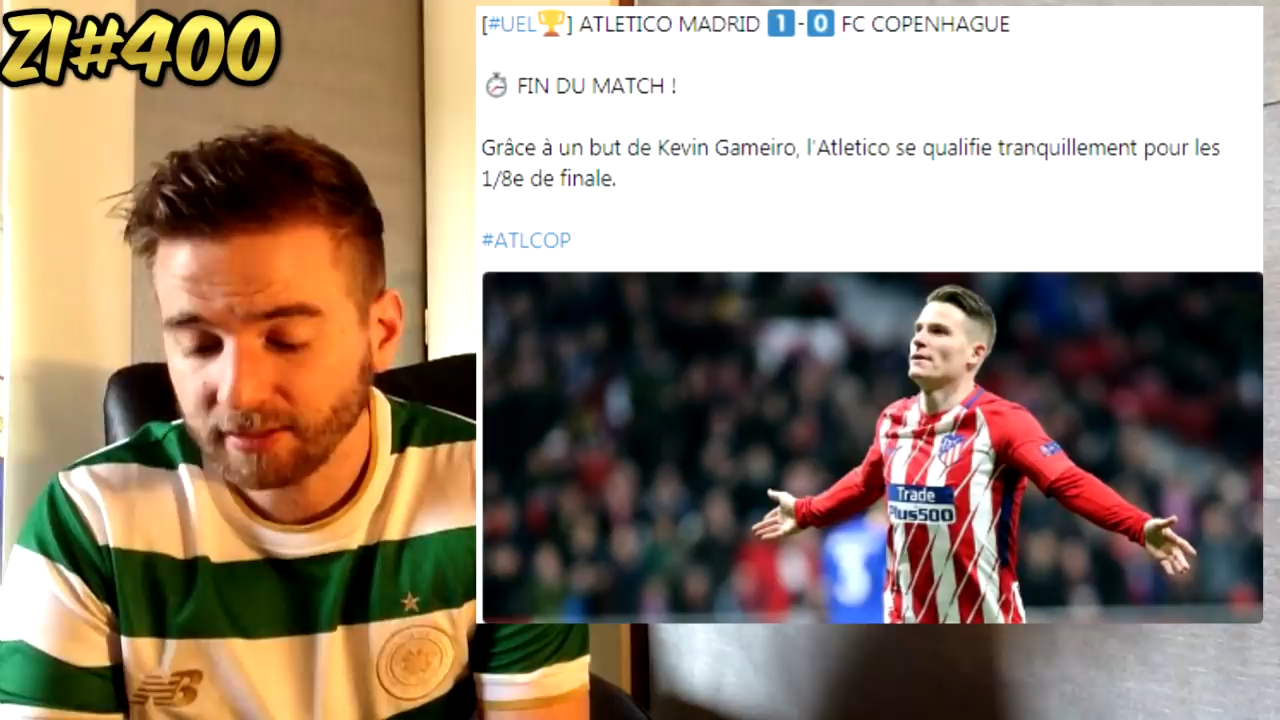 ZI#400
[#UEL🏆] ATLETICO MADRID 1️⃣-0️⃣ FC COPENHAGUE
⏱ FIN DU MATCH !
Grâce à un but de Kevin Gameiro, l'Atletico se qualifie tranquillement pour les
1/8e de finale.
#ATLCOP
Trade
Plus500
NB